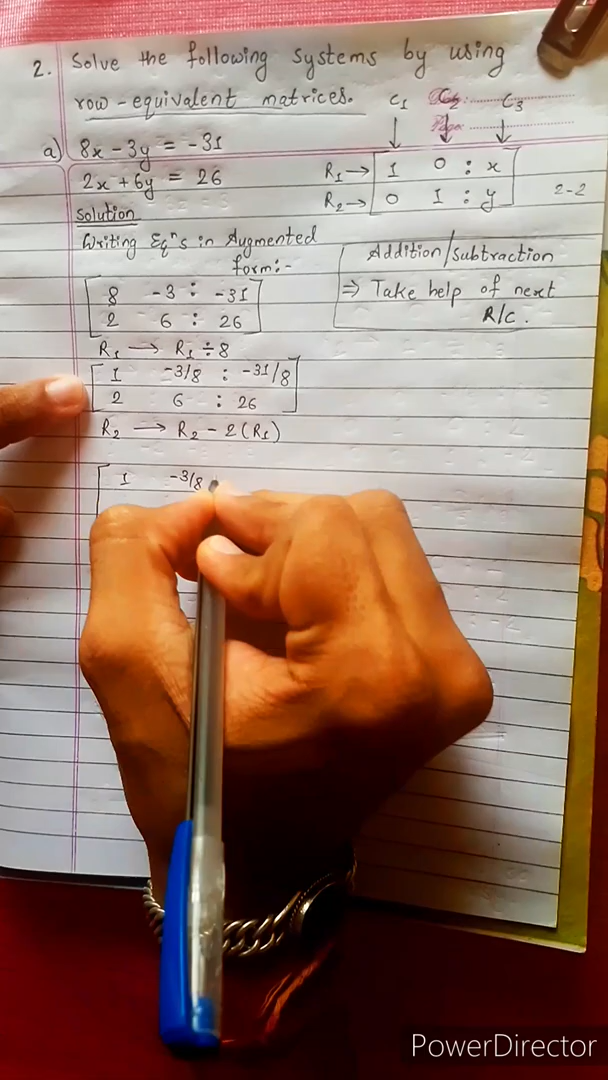 2. Solve the following systems by using
row-equivalent matrices.
C1 C2 C3
a) 8x - 3y = -31
2x + 6y = 26
R1 → [ 1 0 : x ]
R2 → [ 0 1 : y ]
2-2
Solution
Writing Eqⁿs in Augmented
form:-
Addition/Subtraction
⇒ Take help of next
R/C.
[ 8 -3 : -31 ]
[ 2 6 : 26 ]
R1 → R1 ÷ 8
[ 1 -3/8 : -31/8 ]
[ 2 6 : 26 ]
R2 → R2 - 2(R1)
[ 1 -3/8
PowerDirector